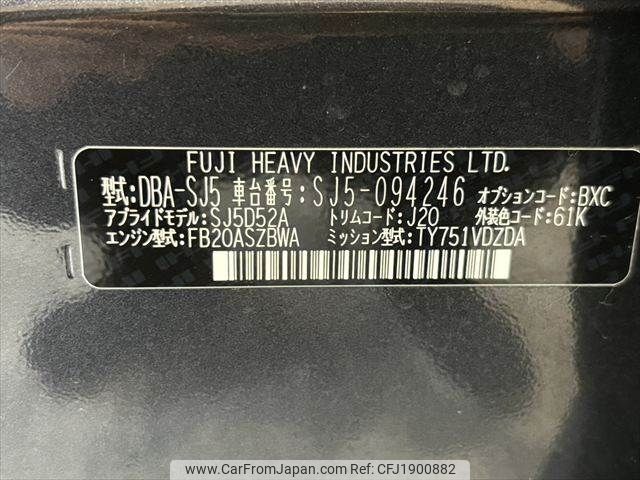 FUJI HEAVY INDUSTRIES LTD.
型式:DBA-SJ5 車台番号:SJ5-094246 オプションコード:BXC
アプライドモデル:SJ5D52A トリムコード:J20 外装色コード:61K
エンジン型式:FB20ASZBWA ミッション型式:TY751VDZDA
www.CarFromJapan.com - CFJ1900882